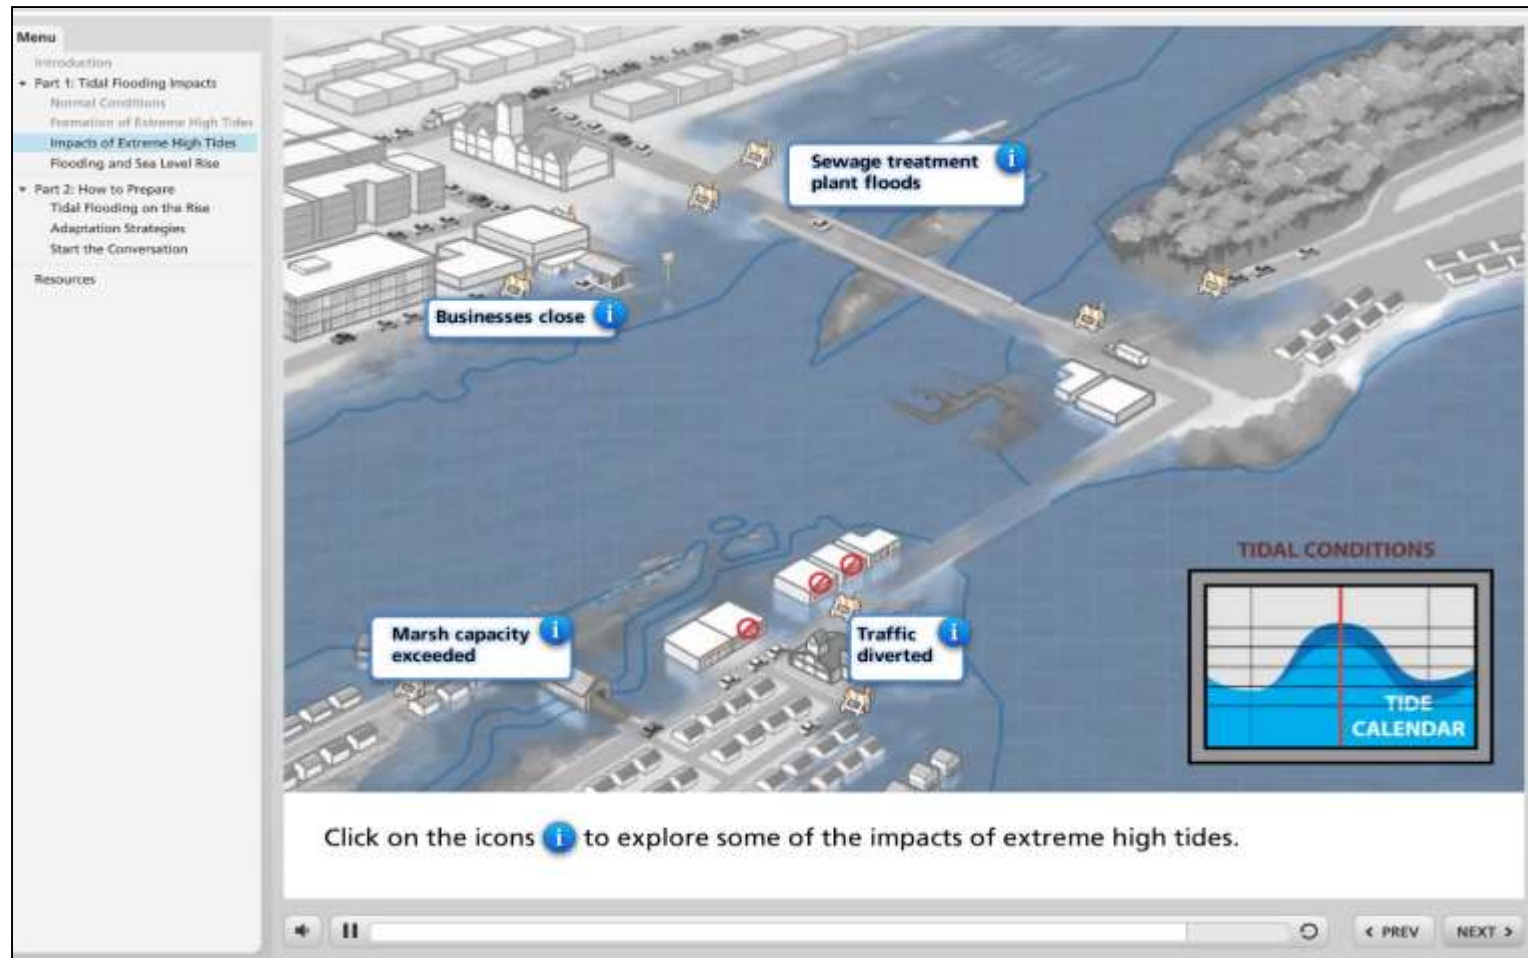 Menu
Introduction
Part 1: Tidal Flooding Impacts
Normal Conditions
Formation of Extreme High Tides
Impacts of Extreme High Tides
Flooding and Sea Level Rise
Part 2: How to Prepare
Tidal Flooding on the Rise
Adaptation Strategies
Start the Conversation
Resources
Sewage treatment
plant floods
Businesses close
Marsh capacity
exceeded
Traffic
diverted
TIDAL CONDITIONS
TIDE
CALENDAR
Click on the icons i to explore some of the impacts of extreme high tides.
< PREV
NEXT >